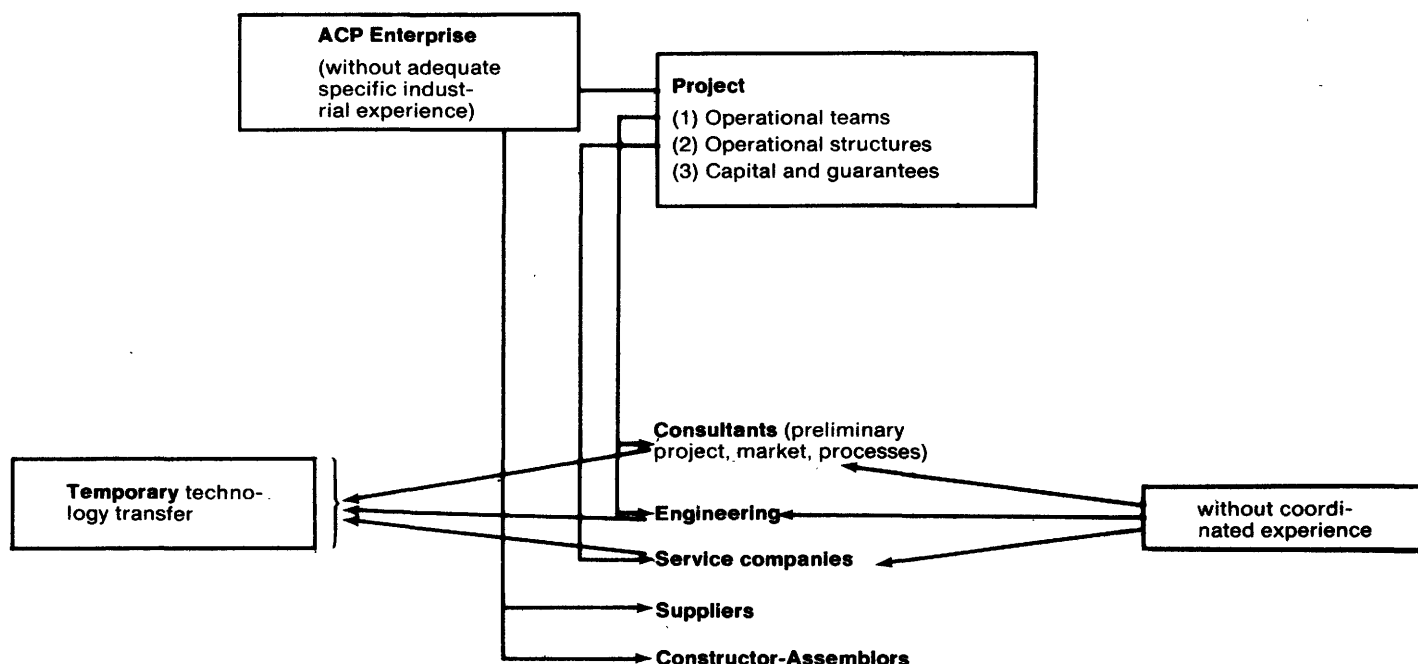 ACP Enterprise
(without adequate
specific indust-
rial experience)
Project
(1) Operational teams
(2) Operational structures
(3) Capital and guarantees
Consultants (preliminary
project, market, processes)
Temporary techno-
logy transfer
Engineering
without coordi-
nated experience
Service companies
Suppliers
Constructor-Assemblors